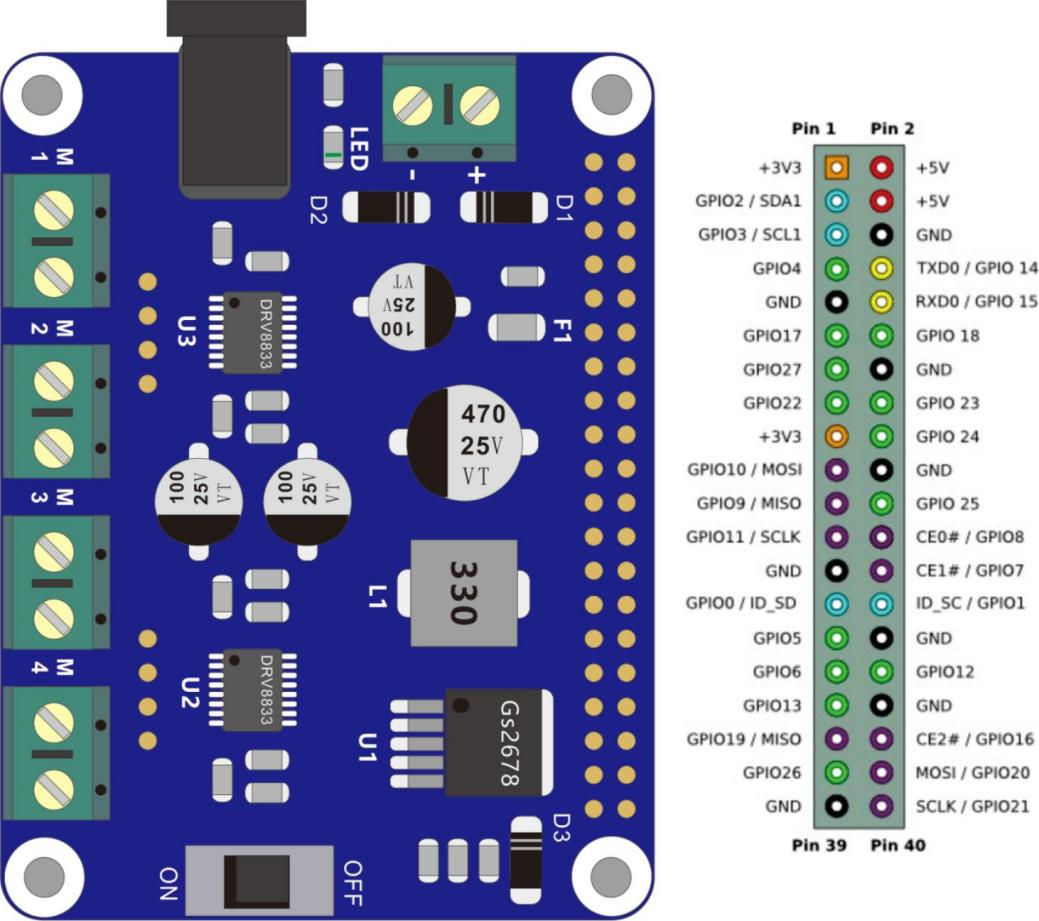 M 1
LED
- +
D2
D1
VT
25V
100
U3
DRV8833
F1
M 2
470
25V
VT
M 3
100
25V
VT
100
25V
VT
L1
330
M 4
U2
DRV8833
U1
Gs2678
D3
ON
OFF
Pin 1 Pin 2
+3V3 +5V
GPIO2 / SDA1 +5V
GPIO3 / SCL1 GND
GPIO4 TXD0 / GPIO 14
GND RXD0 / GPIO 15
GPIO17 GPIO 18
GPIO27 GND
GPIO22 GPIO 23
+3V3 GPIO 24
GPIO10 / MOSI GND
GPIO9 / MISO GPIO 25
GPIO11 / SCLK CE0# / GPIO8
GND CE1# / GPIO7
GPIO0 / ID_SD ID_SC / GPIO1
GPIO5 GND
GPIO6 GPIO12
GPIO13 GND
GPIO19 / MISO CE2# / GPIO16
GPIO26 MOSI / GPIO20
GND SCLK / GPIO21
Pin 39 Pin 40